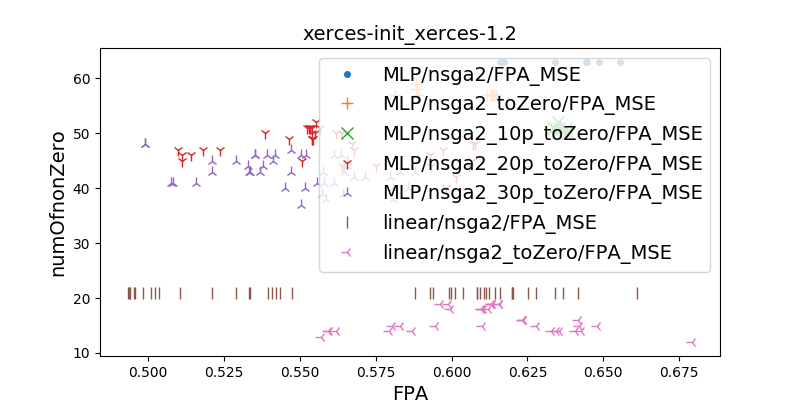 xerces-init_xerces-1.2
numOfnonZero
60
50
40
30
20
10
MLP/nsga2/FPA_MSE
MLP/nsga2_toZero/FPA_MSE
MLP/nsga2_10p_toZero/FPA_MSE
MLP/nsga2_20p_toZero/FPA_MSE
MLP/nsga2_30p_toZero/FPA_MSE
linear/nsga2/FPA_MSE
linear/nsga2_toZero/FPA_MSE
0.500 0.525 0.550 0.575 0.600 0.625 0.650 0.675
FPA